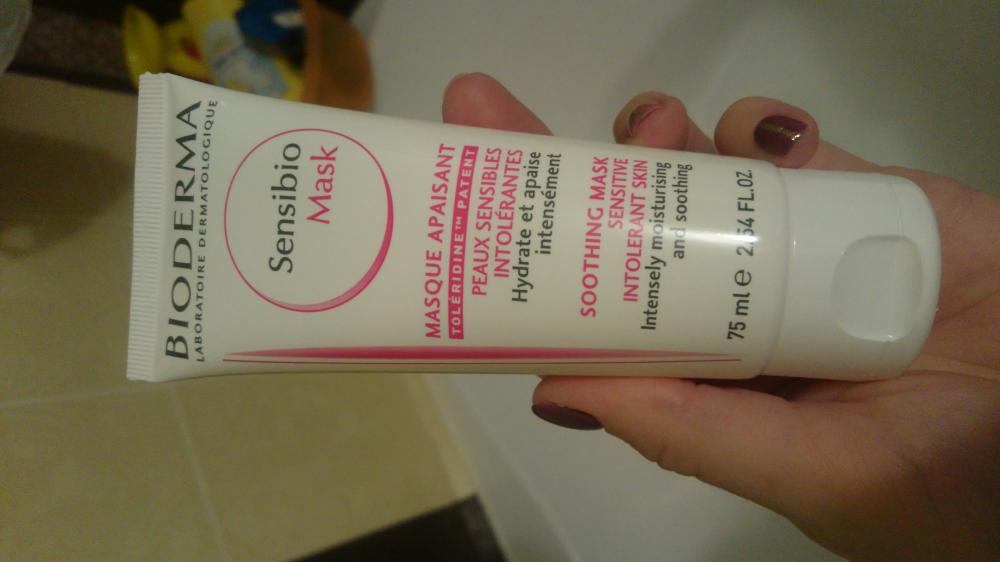 BIODERMA
LABORATOIRE DERMATOLOGIQUE
Sensibio
Mask
MASQUE APAISANT
TOLÉRIDINE™ PATENT
PEAUX SENSIBLES
INTOLÉRANTES
Hydrate et apaise
intensément
SOOTHING MASK
SENSITIVE
INTOLERANT SKIN
Intensely moisturising
and soothing
75 ml e 2.54 FL.OZ.